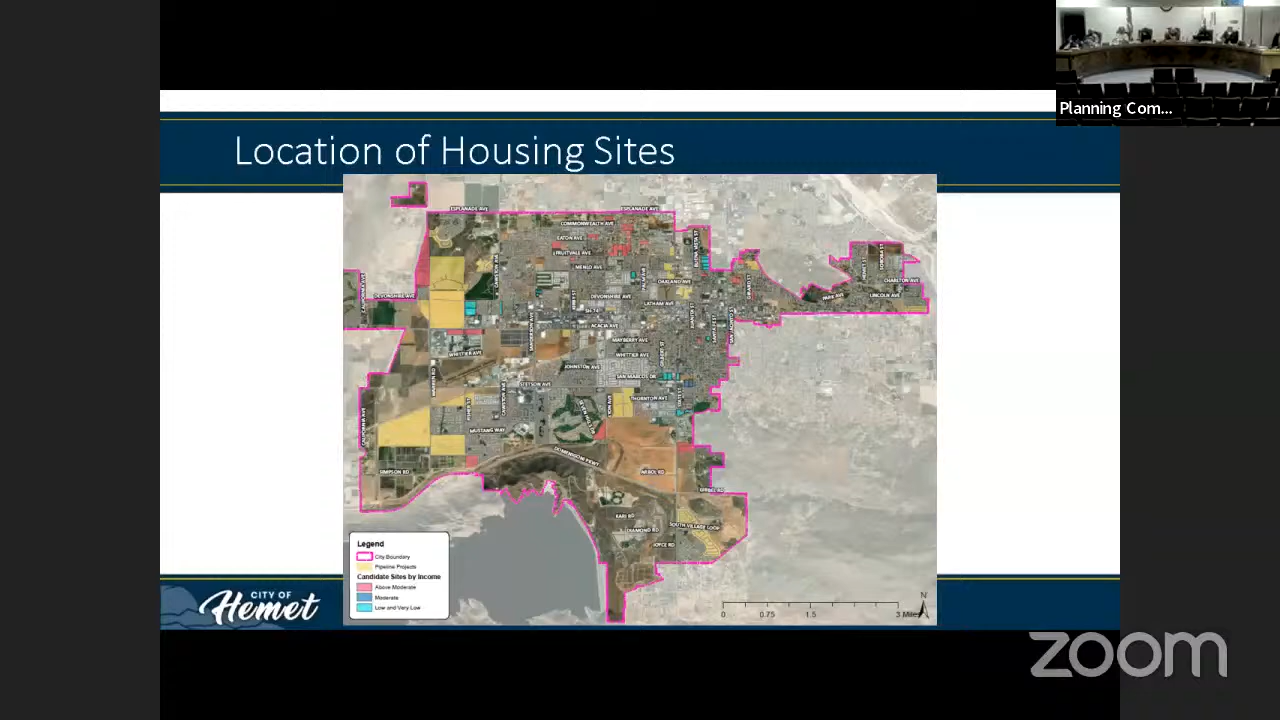 Planning Com...
Location of Housing Sites
ESPLANADE AVE
ESPLANADE AVE
COMMONWEALTH AVE
EATON AVE
FRUITVALE AVE
MENLO AVE
OAKLAND AVE
BUENA VISTA ST
CHARLTON AVE
LINCOLN AVE
PARK AVE
DEVONSHIRE AVE
DEVONSHIRE AVE
LATHAM AVE
ACACIA AVE
MAYBERRY AVE
WHITTIER AVE
WHITTIER AVE
JOHNSTON AVE
SAN MARCOS DR
STETSON AVE
THORNTON AVE
MUSTANG WAY
DOMENIGONI PKWY
SIMPSON RD
KARI RD
DIAMOND RD
JOYCE RD
SOUTH VILLAGE LOOP
Legend
City Boundary
Pipeline Projects
Candidate Sites by Income
Above Moderate
Moderate
Low and Very Low
N
0 0.75 1.5 3 Miles
CITY OF
Hemet
zoom